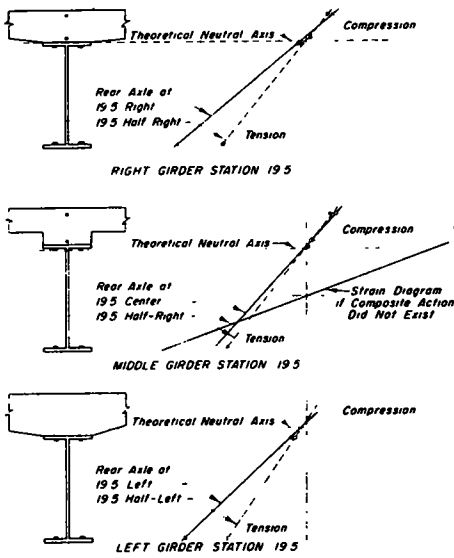 Theoretical Neutral Axis
Compression
Rear Axle at
19.5 Right
19.5 Half Right -
Tension
RIGHT GIRDER STATION 19.5
Theoretical Neutral Axis
Compression
Rear Axle at
19.5 Center -
19.5 Half-Right -
Strain Diagram
if Composite Action
Did Not Exist
Tension
MIDDLE GIRDER STATION 19.5
Theoretical Neutral Axis
Compression
Rear Axle at
19.5 Left -
19.5 Half-Left -
Tension
LEFT GIRDER STATION 19.5